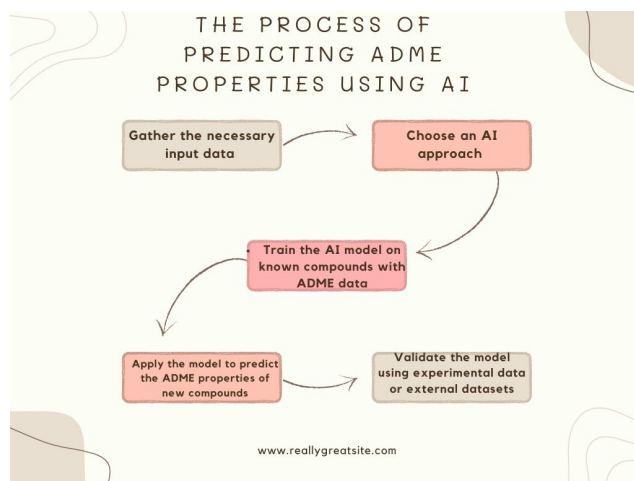 THE PROCESS OF
PREDICTING ADME
PROPERTIES USING AI
Gather the necessary
input data
Choose an AI
approach
Train the AI model on
known compounds with
ADME data
Apply the model to predict
the ADME properties of
new compounds
Validate the model
using experimental data
or external datasets
www.reallygreatsite.com